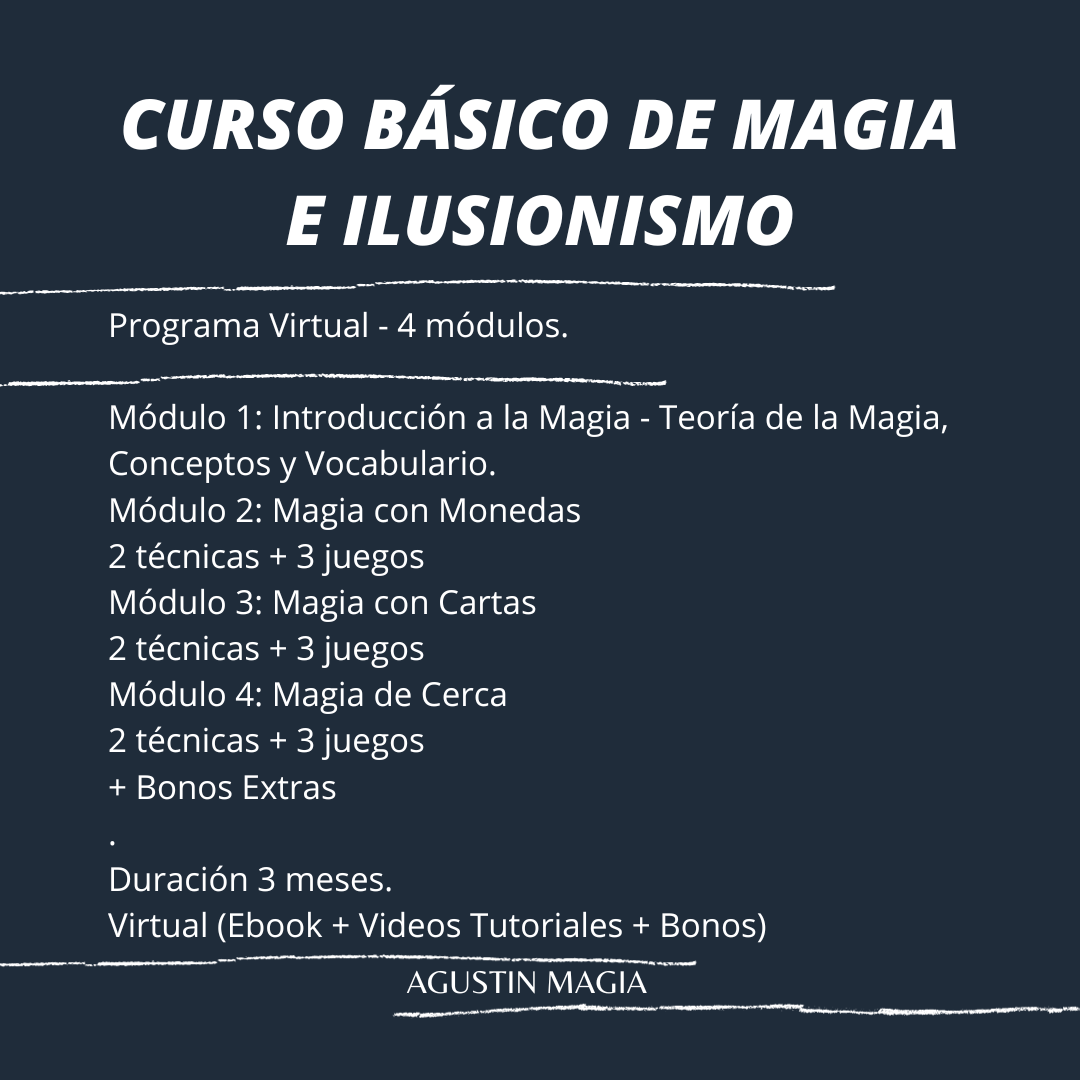 CURSO BÁSICO DE MAGIA
E ILUSIONISMO
Programa Virtual - 4 módulos.
Módulo 1: Introducción a la Magia - Teoría de la Magia,
Conceptos y Vocabulario.
Módulo 2: Magia con Monedas
2 técnicas + 3 juegos
Módulo 3: Magia con Cartas
2 técnicas + 3 juegos
Módulo 4: Magia de Cerca
2 técnicas + 3 juegos
+ Bonos Extras
.
Duración 3 meses.
Virtual (Ebook + Videos Tutoriales + Bonos)
AGUSTIN MAGIA